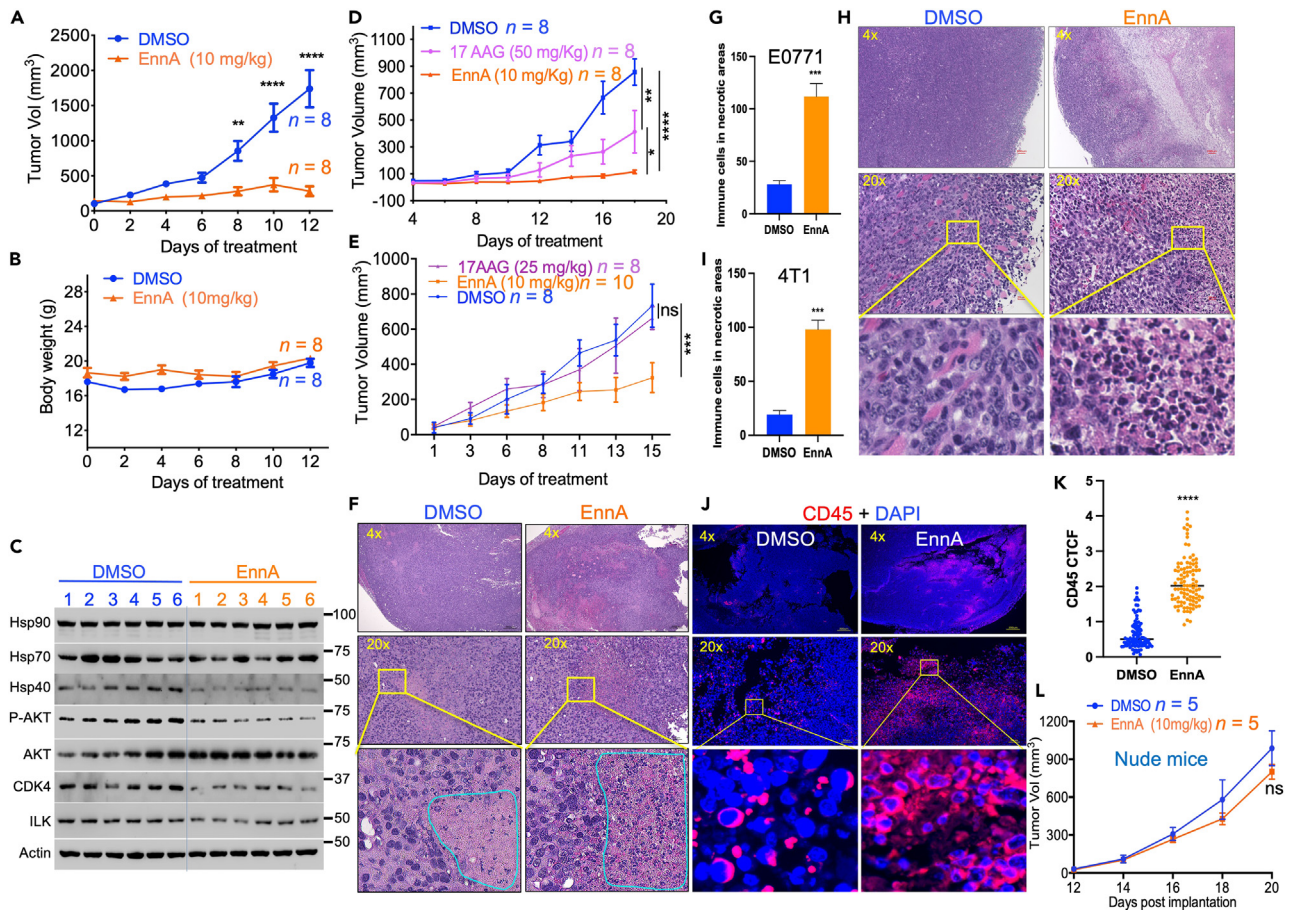 A
2500
2000
1500
1000
500
0
Tumor Vol (mm³)
DMSO
EnnA (10 mg/kg)
**
****
****
n = 8
n = 8
0 2 4 6 8 10 12
Days of treatment
B
28
24
20
16
12
Body weight (g)
DMSO
EnnA (10mg/kg)
n = 8
n = 8
0 2 4 6 8 10 12
Days of treatment
C
DMSO EnnA
1 2 3 4 5 6 1 2 3 4 5 6
Hsp90 100
Hsp70 75
Hsp40 50
P-AKT 75
AKT 75
CDK4 37
ILK 50
Actin 50
D
1100
900
700
500
300
100
-100
Tumor Volume (mm³)
DMSO n = 8
17 AAG (50 mg/Kg) n = 8
EnnA (10 mg/Kg) n = 8
**
*
****
4 6 8 10 12 14 16 18 20
Days of treatment
E
1000
800
600
400
200
0
Tumor Volume (mm³)
17AAG (25 mg/kg) n = 8
EnnA (10 mg/kg) n = 10
DMSO n = 8
ns
***
1 3 6 8 11 13 15
Days of treatment
F
DMSO EnnA
4x 4x
20x 20x
G
150
100
50
0
Immune cells in necrotic areas
E0771
***
DMSO EnnA
H
DMSO EnnA
4x 4x
20x 20x
I
150
100
50
0
Immune cells in necrotic areas
4T1
***
DMSO EnnA
J
CD45 + DAPI
4x DMSO 4x EnnA
20x 20x
K
5
4
3
2
1
0
CD45 CTCF
****
DMSO EnnA
L
DMSO n = 5
EnnA (10mg/kg) n = 5
1200
900
600
300
0
Tumor Vol (mm³)
Nude mice
ns
12 14 16 18 20
Days post implantation